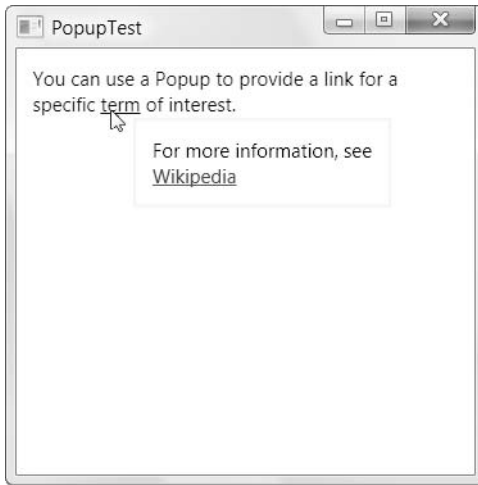 PopupTest
You can use a Popup to provide a link for a
specific term of interest.
For more information, see
Wikipedia